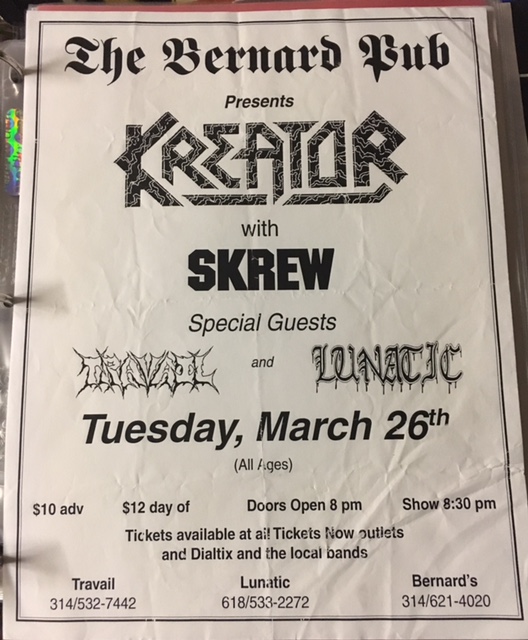 The Bernard Pub
Presents
KREATOR
with
SKREW
Special Guests
TRAVAIL and LUNATIC
Tuesday, March 26th
(All Ages)
$10 adv $12 day of Doors Open 8 pm Show 8:30 pm
Tickets available at all Tickets Now outlets
and Dialtix and the local bands
Travail Lunatic Bernard's
314/532-7442 618/533-2272 314/621-4020